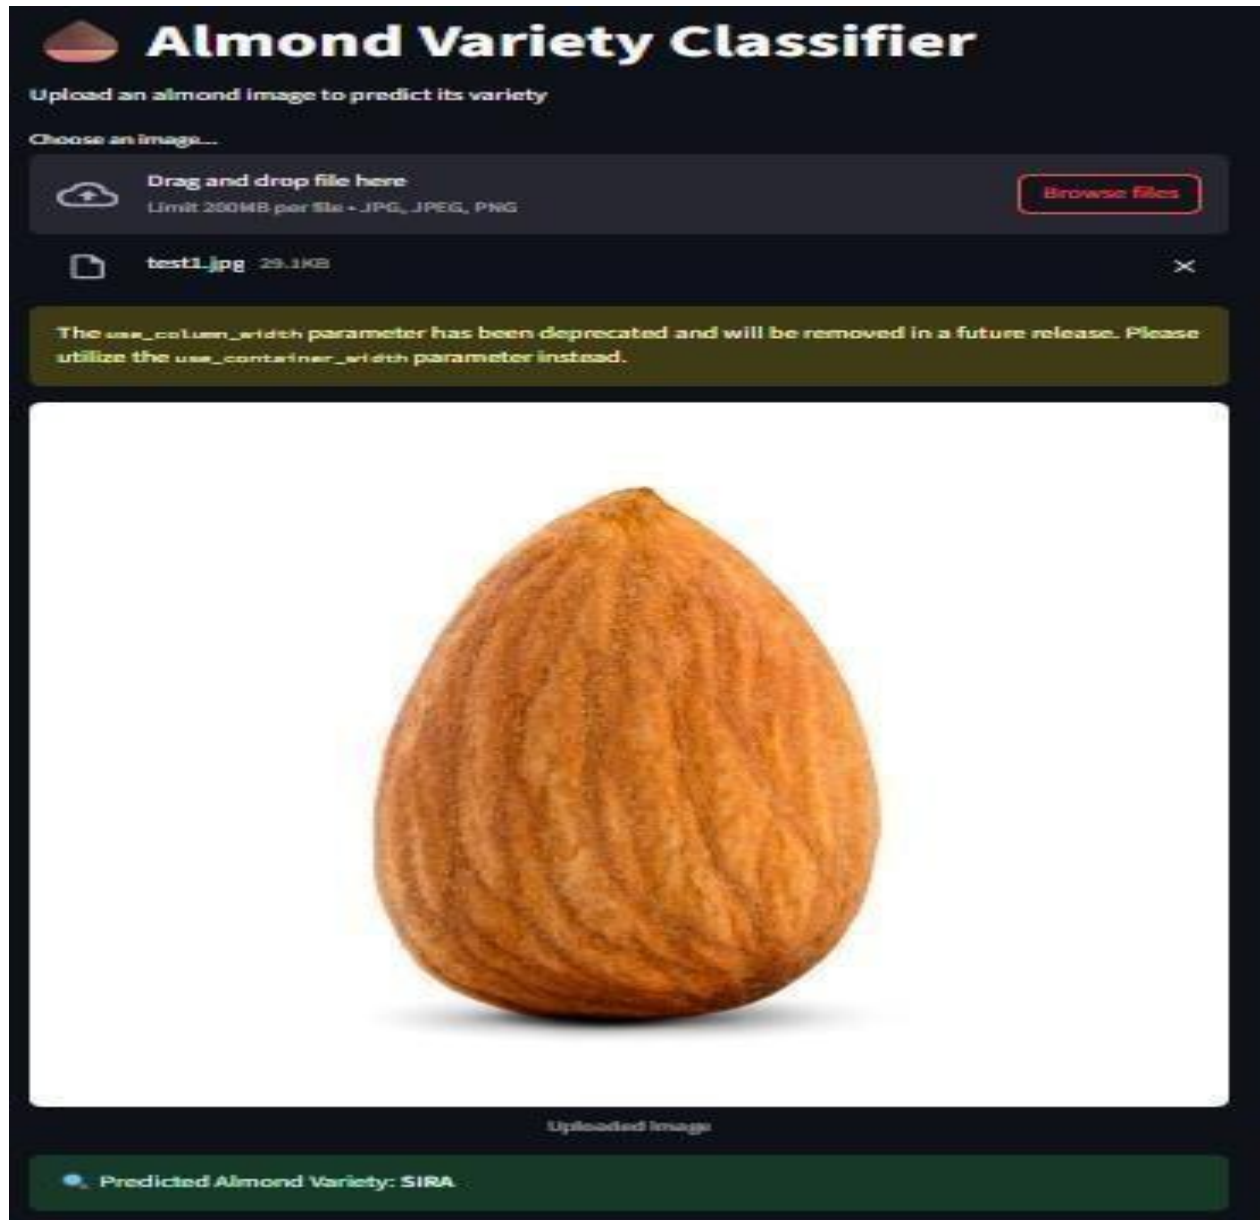 Almond Variety Classifier
Upload an almond image to predict its variety
Choose an image...
Drag and drop file here
Limit 200MB per file • JPG, JPEG, PNG
Browse files
test1.jpg 29.1KB
The use_column_width parameter has been deprecated and will be removed in a future release. Please
utilize the use_container_width parameter instead.
Uploaded Image
Predicted Almond Variety: SIRA